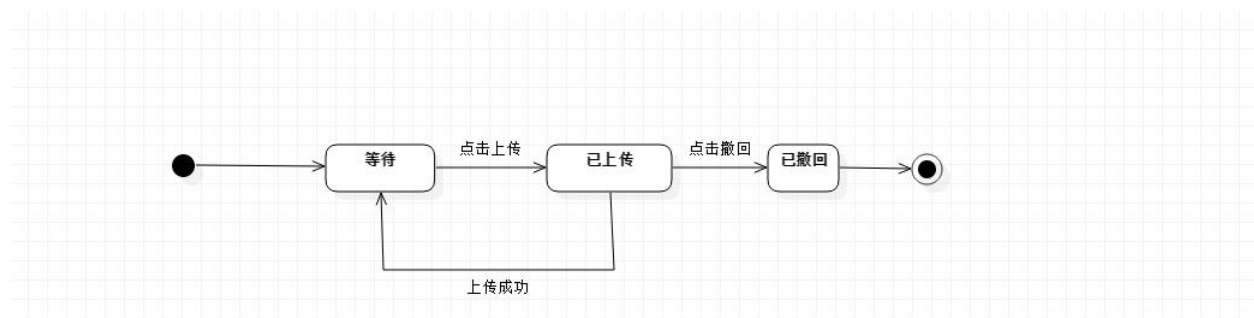 等待
点击上传
已上传
点击撤回
已撤回
上传成功